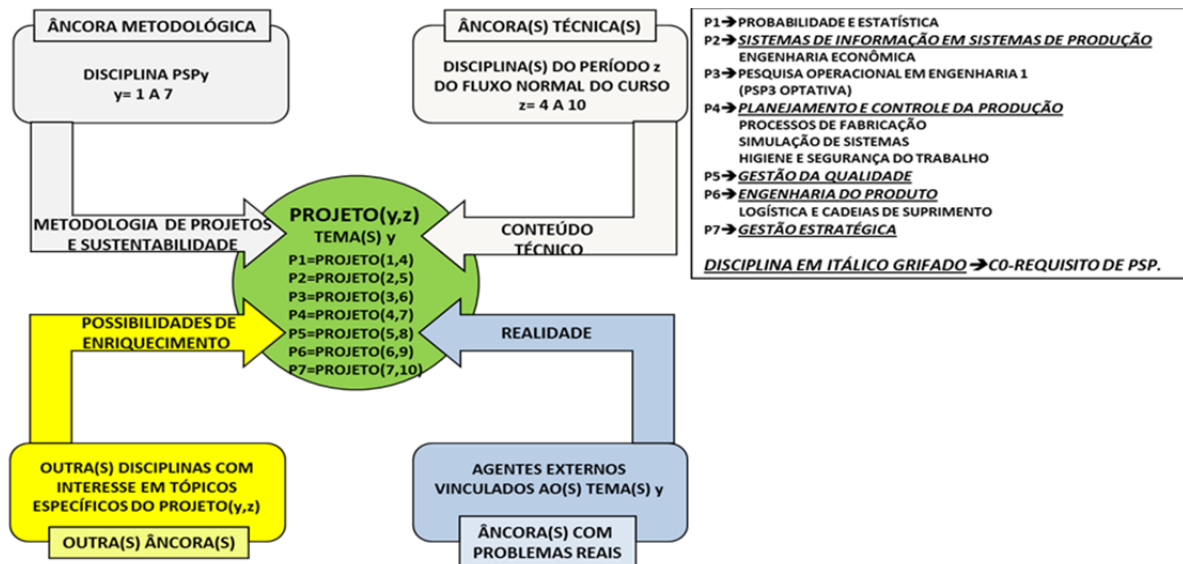 ÂNCORA METODOLÓGICA
DISCIPLINA PSPy
y= 1 A 7
METODOLOGIA DE PROJETOS
E SUSTENTABILIDADE
ÂNCORA(S) TÉCNICA(S)
DISCIPLINA(S) DO PERÍODO z
DO FLUXO NORMAL DO CURSO
z= 4 A 10
CONTEÚDO
TÉCNICO
PROJETO(y,z)
TEMA(S) y
P1=PROJETO(1,4)
P2=PROJETO(2,5)
P3=PROJETO(3,6)
P4=PROJETO(4,7)
P5=PROJETO(5,8)
P6=PROJETO(6,9)
P7=PROJETO(7,10)
POSSIBILIDADES DE
ENRIQUECIMENTO
OUTRA(S) DISCIPLINAS COM
INTERESSE EM TÓPICOS
ESPECÍFICOS DO PROJETO(y,z)
OUTRA(S) ÂNCORA(S)
REALIDADE
AGENTES EXTERNOS
VINCULADOS AO(S) TEMA(S) y
ÂNCORA(S) COM
PROBLEMAS REAIS
P1➔PROBABILIDADE E ESTATÍSTICA
P2➔SISTEMAS DE INFORMAÇÃO EM SISTEMAS DE PRODUÇÃO
ENGENHARIA ECONÔMICA
P3➔PESQUISA OPERACIONAL EM ENGENHARIA 1
(PSP3 OPTATIVA)
P4➔PLANEJAMENTO E CONTROLE DA PRODUÇÃO
PROCESSOS DE FABRICAÇÃO
SIMULAÇÃO DE SISTEMAS
HIGIENE E SEGURANÇA DO TRABALHO
P5➔GESTÃO DA QUALIDADE
P6➔ENGENHARIA DO PRODUTO
LOGÍSTICA E CADEIAS DE SUPRIMENTO
P7➔GESTÃO ESTRATÉGICA
DISCIPLINA EM ITÁLICO GRIFADO➔C0-REQUISITO DE PSP.